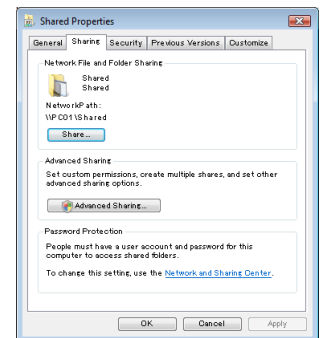 Shared Properties
General Sharing Security Previous Versions Customize
Network File and Folder Sharing
Shared
Shared
Network Path:
\\PC01\Shared
Share...
Advanced Sharing
Set custom permissions, create multiple shares, and set other
advanced sharing options.
Advanced Sharing...
Password Protection
People must have a user account and password for this
computer to access shared folders.
To change this setting, use the Network and Sharing Center.
OK Cancel Apply